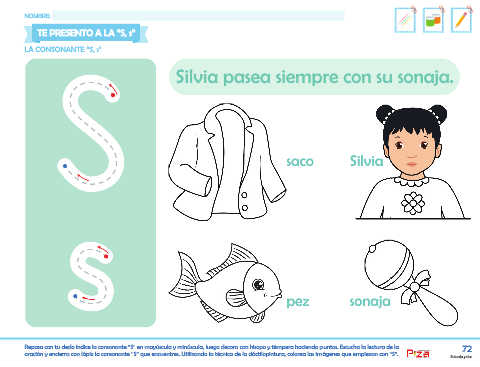 NOMBRE:
TE PRESENTO A LA "S, s"
LA CONSONANTE "S, s"
Silvia pasea siempre con su sonaja.
S
saco
Silvia
s
pez
sonaja
Repasa con tu dedo índice la consonante "S" en mayúscula y minúscula, luego decora con hisopo y témpera haciendo puntos. Escucha la lectura de la
oración y encierra con lápiz la consonante "S" que encuentres. Utilizando la técnica de la dáctilopintura, colorea las imágenes que empiezan con "S".
72